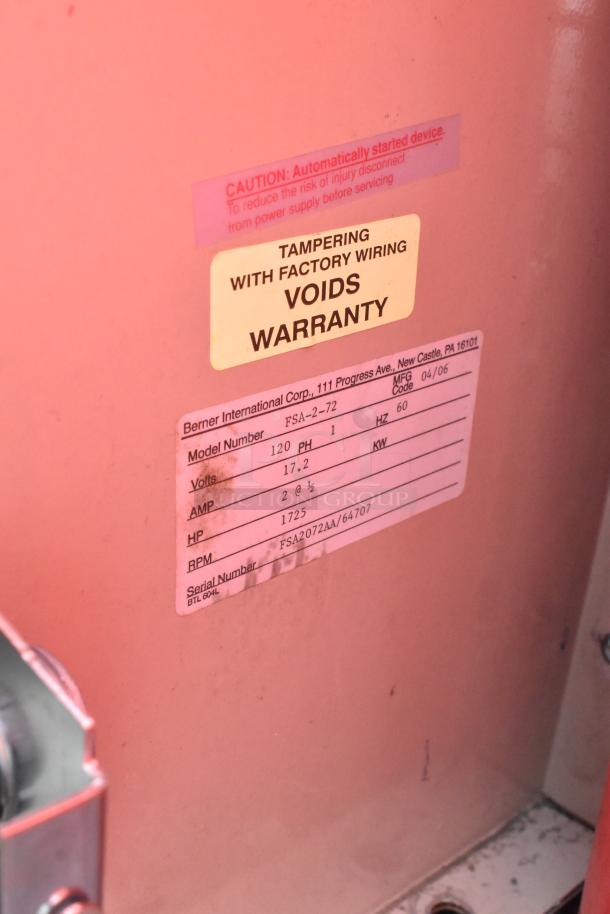 CAUTION: Automatically started device.
To reduce the risk of injury disconnect
from power supply before servicing
TAMPERING
WITH FACTORY WIRING
VOIDS
WARRANTY
Berner International Corp., 111 Progress Ave., New Castle, PA 16101
Model Number FSA-2-72 MFG Code 04/06
Volts 120 PH 1 HZ 60
AMP 17.2 KW
HP 2 @ ½
RPM 1725
Serial Number FSA2072AA/64707
BTL 604L
AUCTION GROUP